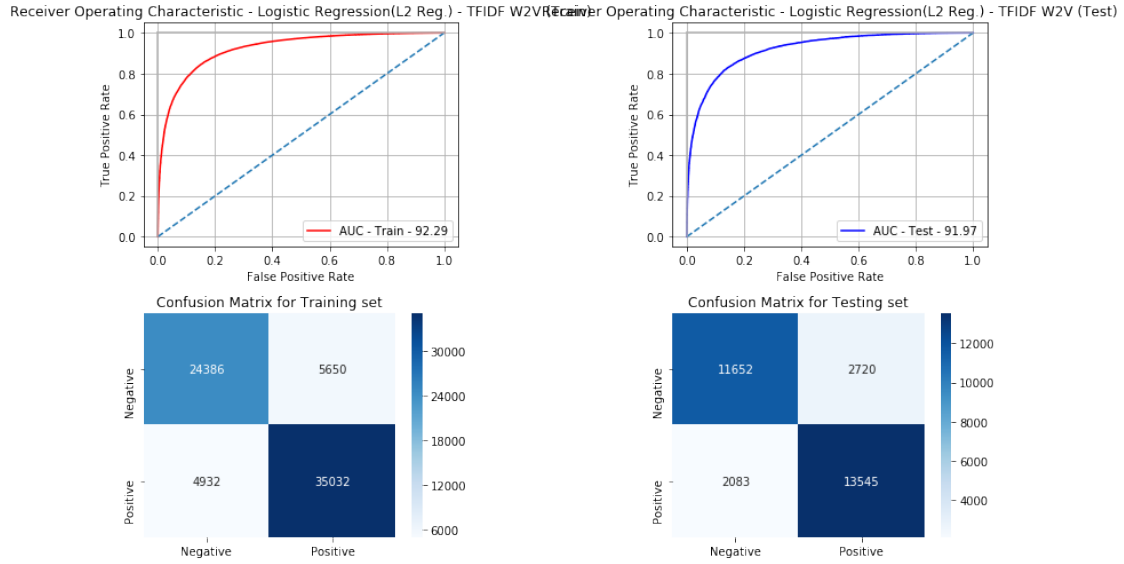 Receiver Operating Characteristic - Logistic Regression(L2 Reg.) - TFIDF W2V (Train)
1.0
0.8
0.6
0.4
0.2
0.0
True Positive Rate
AUC - Train - 92.29
0.0 0.2 0.4 0.6 0.8 1.0
False Positive Rate
Receiver Operating Characteristic - Logistic Regression(L2 Reg.) - TFIDF W2V (Test)
1.0
0.8
0.6
0.4
0.2
0.0
True Positive Rate
AUC - Test - 91.97
0.0 0.2 0.4 0.6 0.8 1.0
False Positive Rate
Confusion Matrix for Training set
Negative
24386 5650
Positive
4932 35032
Negative Positive
30000
24000
18000
12000
6000
Confusion Matrix for Testing set
Negative
11652 2720
Positive
2083 13545
Negative Positive
12000
10000
8000
6000
4000